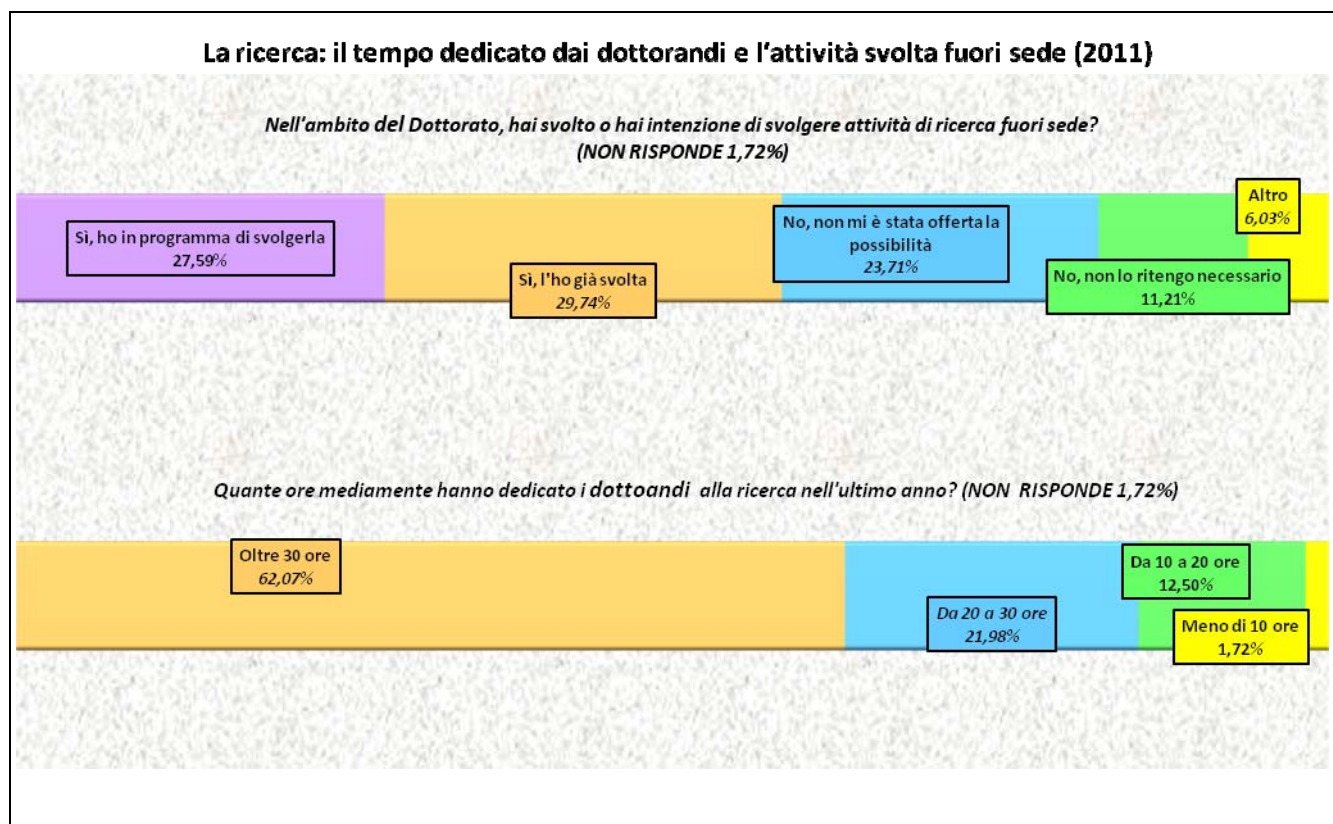 La ricerca: il tempo dedicato dai dottorandi e l'attività svolta fuori sede (2011)
Nell'ambito del Dottorato, hai svolto o hai intenzione di svolgere attività di ricerca fuori sede?
(NON RISPONDE 1,72%)
Sì, ho in programma di svolgerla
27,59%
Sì, l'ho già svolta
29,74%
No, non mi è stata offerta la
possibilità
23,71%
No, non lo ritengo necessario
11,21%
Altro
6,03%
Quante ore mediamente hanno dedicato i dottoandi alla ricerca nell'ultimo anno? (NON RISPONDE 1,72%)
Oltre 30 ore
62,07%
Da 20 a 30 ore
21,98%
Da 10 a 20 ore
12,50%
Meno di 10 ore
1,72%